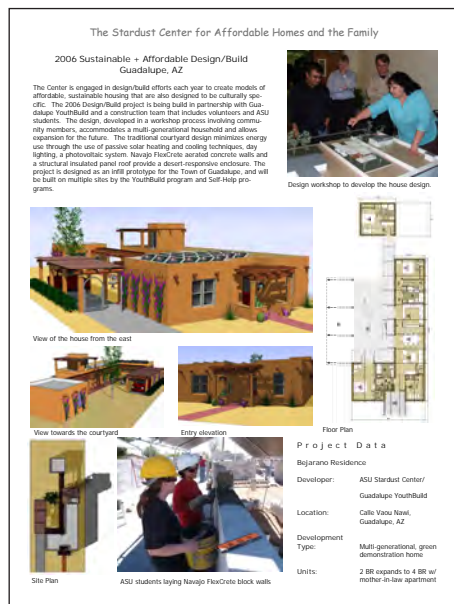 The Stardust Center for Affordable Homes and the Family
2006 Sustainable + Affordable Design/Build
Guadalupe, AZ
The Center is engaged in design/build efforts each year to create models of
affordable, sustainable housing that are also designed to be culturally spe-
cific. The 2006 Design/Build project is being build in partnership with Gua-
dalupe YouthBuild and a construction team that includes volunteers and ASU
students. The design, developed in a workshop process involving commu-
nity members, accommodates a multi-generational household and allows
expansion for the future. The traditional courtyard design minimizes energy
use through the use of passive solar heating and cooling techniques, day
lighting, a photovoltaic system. Navajo FlexCrete aerated concrete walls and
a structural insulated panel roof provide a desert-responsive enclosure. The
project is designed as an infill prototype for the Town of Guadalupe, and will
be built on multiple sites by the YouthBuild program and Self-Help pro-
grams.
Design workshop to develop the house design.
View of the house from the east
View towards the courtyard
Entry elevation
Floor Plan
Site Plan
ASU students laying Navajo FlexCrete block walls
Project Data
Bejarano Residence
Developer: ASU Stardust Center/
Guadalupe YouthBuild
Location: Calle Vaou Nawi,
Guadalupe, AZ
Development
Type: Multi-generational, green
demonstration home
Units: 2 BR expands to 4 BR w/
mother-in-law apartment